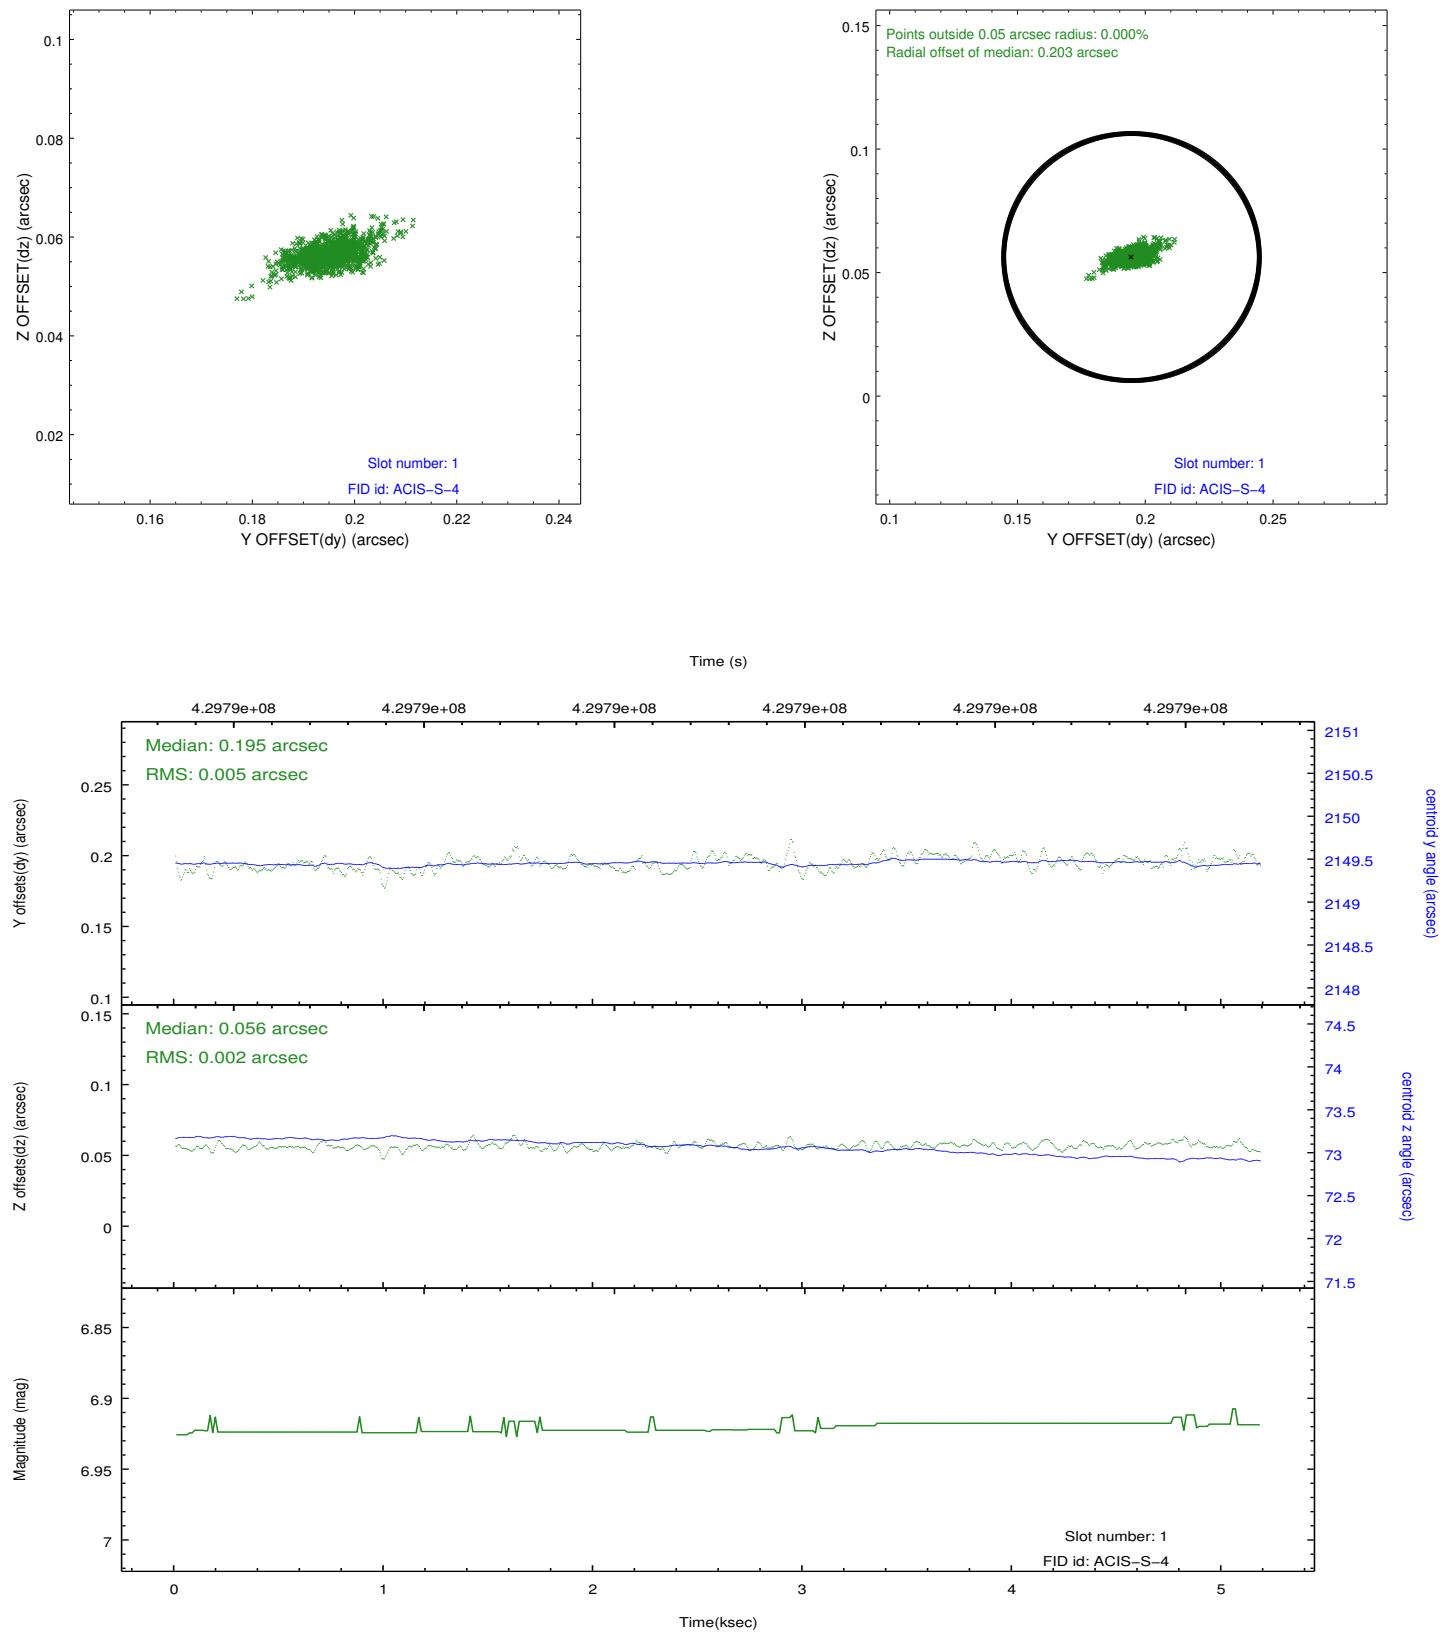 0.1
0.08
0.06
0.04
0.02
Z OFFSET(dz) (arcsec)
Slot number: 1
FID id: ACIS−S−4
0.16 0.18 0.2 0.22 0.24
Y OFFSET(dy) (arcsec)
Points outside 0.05 arcsec radius: 0.000%
Radial offset of median: 0.203 arcsec
0.15
0.1
0.05
0
Z OFFSET(dz) (arcsec)
Slot number: 1
FID id: ACIS−S−4
0.1 0.15 0.2 0.25
Y OFFSET(dy) (arcsec)
Time (s)
4.2979e+08 4.2979e+08 4.2979e+08 4.2979e+08 4.2979e+08 4.2979e+08
Median: 0.195 arcsec
RMS: 0.005 arcsec
0.25
0.2
0.15
0.1
Y offsets(dy) (arcsec)
2151
2150.5
2150
2149.5
2149
2148.5
2148
centroid y angle (arcsec)
Median: 0.056 arcsec
RMS: 0.002 arcsec
0.15
0.1
0.05
0
Z offsets(dz) (arcsec)
74.5
74
73.5
73
72.5
72
71.5
centroid z angle (arcsec)
6.85
6.9
6.95
7
Magnitude (mag)
Slot number: 1
FID id: ACIS−S−4
0 1 2 3 4 5
Time(ksec)